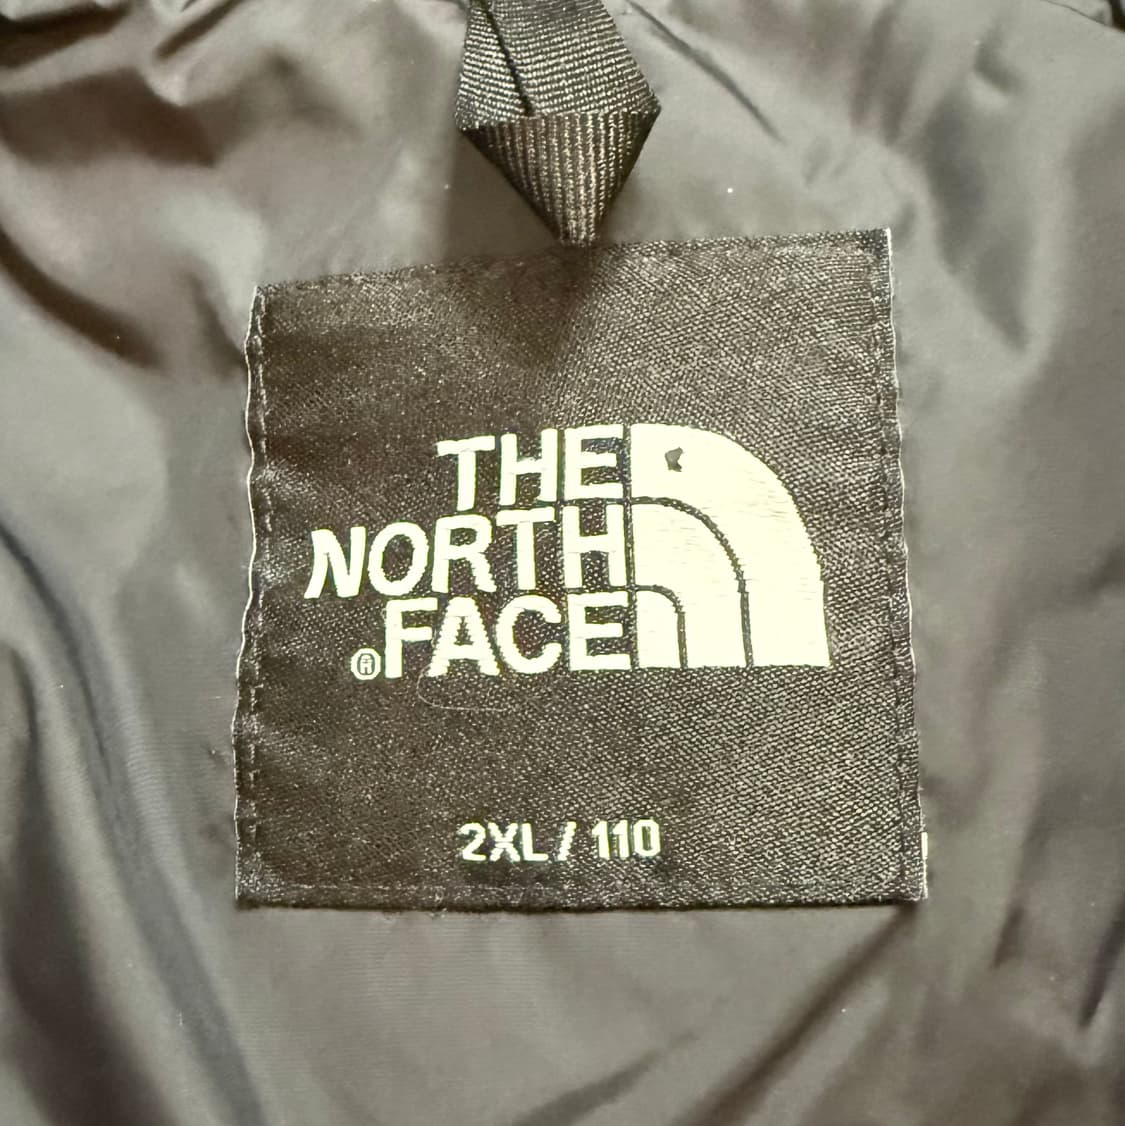 THE
NORTH
®FACE
2XL / 110